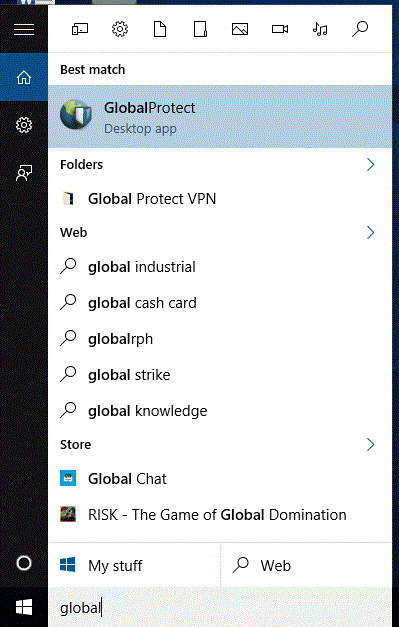 Best match
GlobalProtect
Desktop app
Folders
Global Protect VPN
Web
global industrial
global cash card
globalrph
global strike
global knowledge
Store
Global Chat
RISK - The Game of Global Domination
My stuff
Web
global